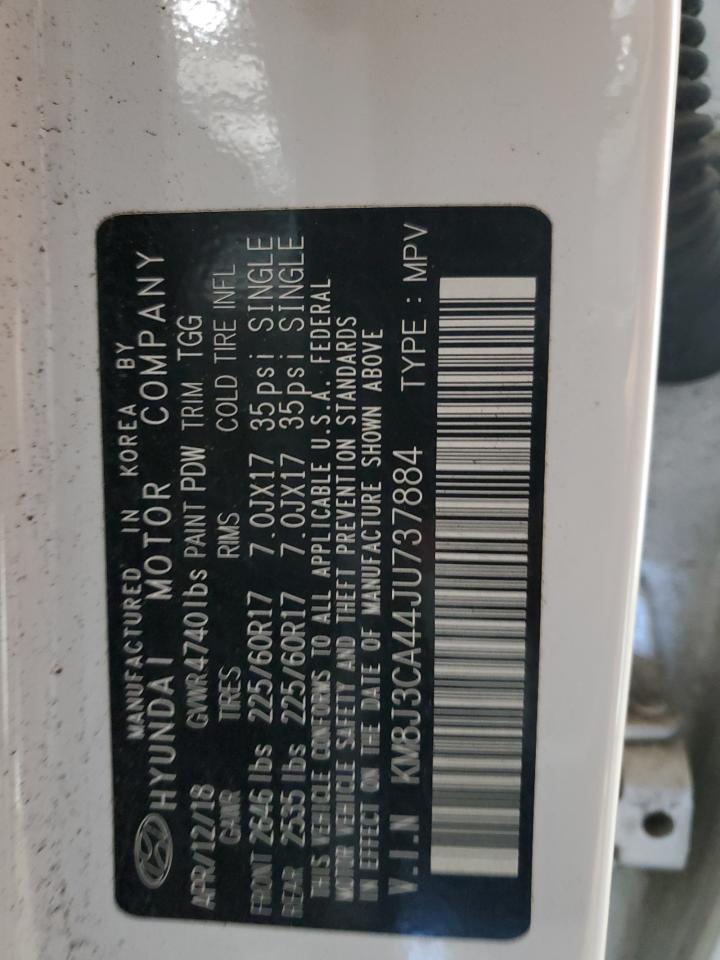 MANUFACTURED IN KOREA BY
HYUNDAI MOTOR COMPANY
APR/12/18 GVWR 4740lbs PAINT PDW TRIM TGG
GAWR TIRES RIMS COLD TIRE INFL
FRONT 2646 lbs 225/60R17 7.0JX17 35psi SINGLE
REAR 2535 lbs 225/60R17 7.0JX17 35psi SINGLE
THIS VEHICLE CONFORMS TO ALL APPLICABLE U.S.A. FEDERAL
MOTOR VEHICLE SAFETY AND THEFT PREVENTION STANDARDS
IN EFFECT ON THE DATE OF MANUFACTURE SHOWN ABOVE
V.I.N KM8J3CA44JU737884 TYPE : MPV